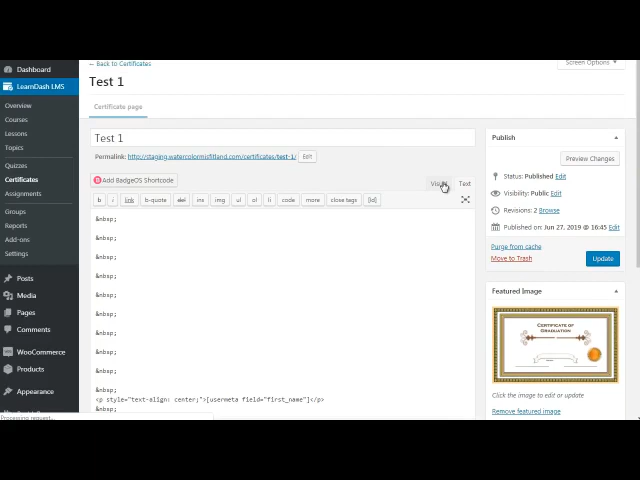 Dashboard
LearnDash LMS
Overview
Courses
Lessons
Topics
Quizzes
Certificates
Assignments
Groups
Reports
Add-ons
Settings
Posts
Media
Pages
Comments
WooCommerce
Products
Appearance
Processing request...
← Back to Certificates
Screen Options
Test 1
Certificate page
Test 1
Permalink: http://staging.watercolormisfitland.com/certificates/test-1/ Edit
Add BadgeOS Shortcode
Visual Text
b i link b-quote del ins img ul ol li code more close tags [ld]
&nbsp;
&nbsp;
&nbsp;
&nbsp;
&nbsp;
&nbsp;
&nbsp;
&nbsp;
&nbsp;
&nbsp;
<p style="text-align: center;">[usermeta field="first_name"]</p>
&nbsp;
Publish
Preview Changes
Status: Published Edit
Visibility: Public Edit
Revisions: 2 Browse
Published on: Jun 27, 2019 @ 16:45 Edit
Purge from cache
Move to Trash
Update
Featured Image
CERTIFICATE OF
GRADUATION
Click the image to edit or update
Remove featured image